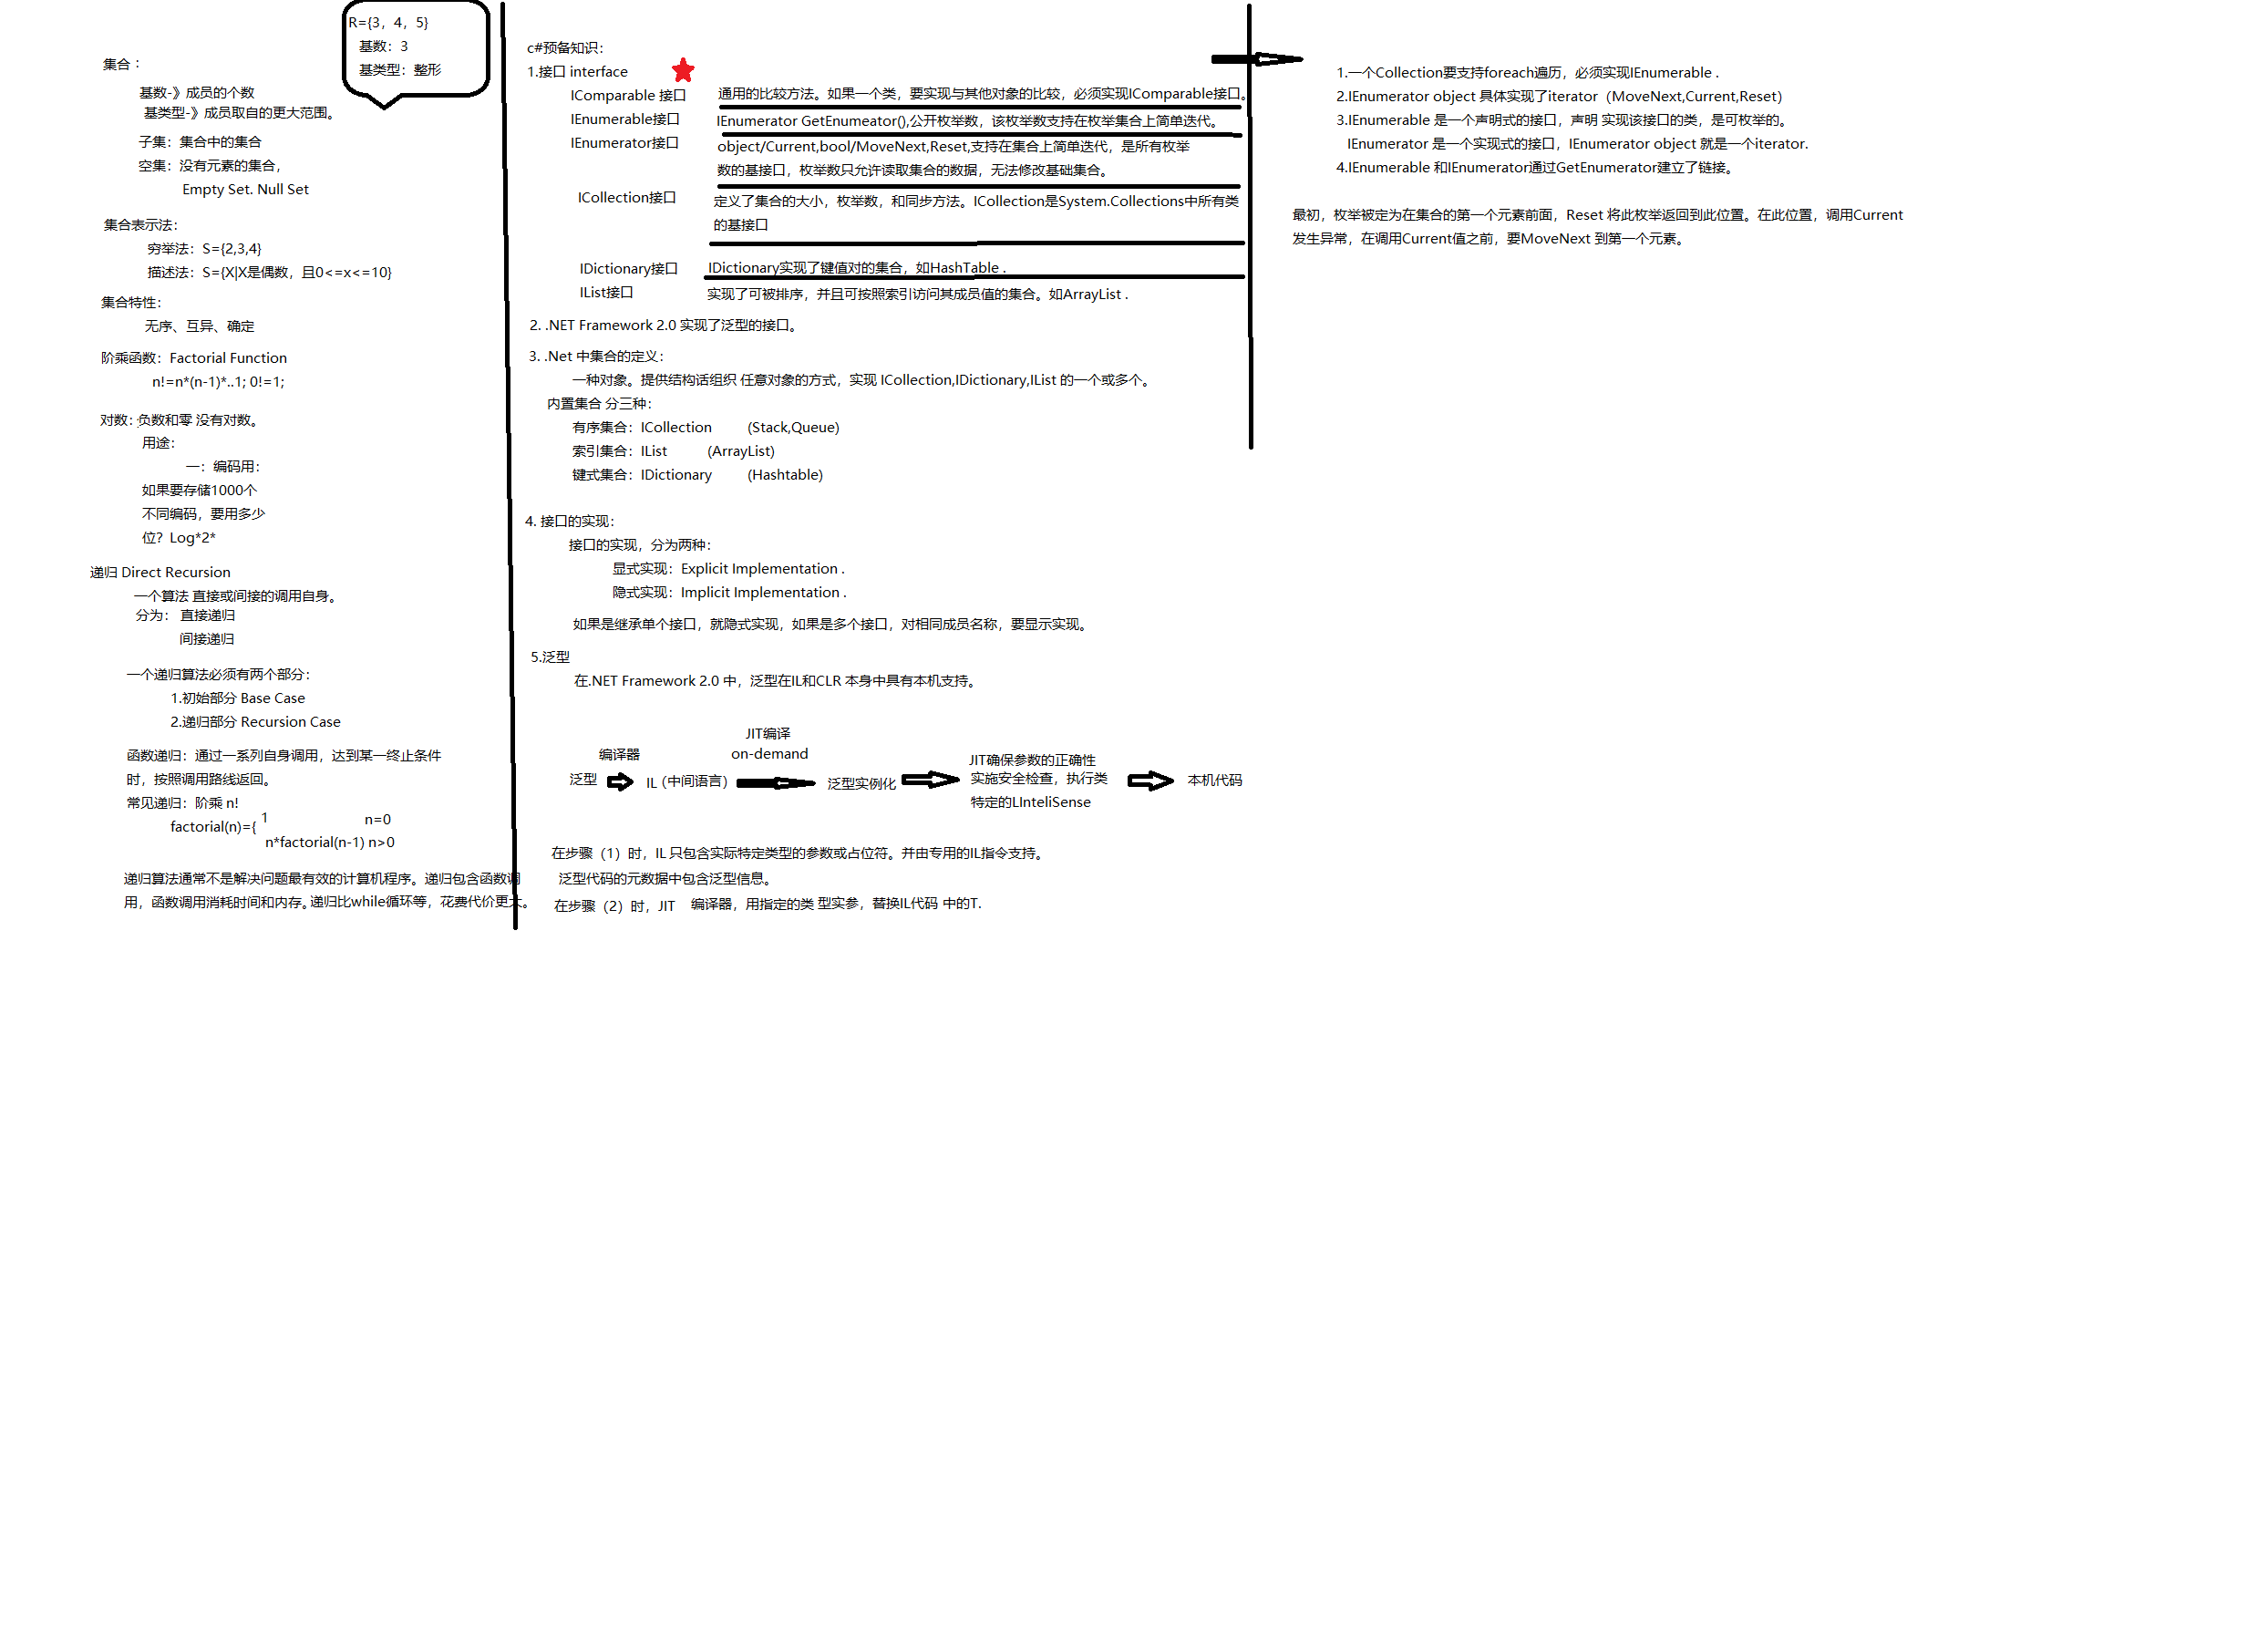 R={3，4，5}
基数：3
基类型：整形
集合：
基数-》成员的个数
基类型-》成员取自的更大范围。
子集：集合中的集合
空集：没有元素的集合，
Empty Set. Null Set
集合表示法：
穷举法：S={2,3,4}
描述法：S={X|X是偶数，且0<=x<=10}
集合特性：
无序、互异、确定
阶乘函数：Factorial Function
n!=n*(n-1)*..1; 0!=1;
对数：负数和零 没有对数。
用途：
一：编码用：
如果要存储1000个
不同编码，要用多少
位？Log*2*
递归 Direct Recursion
一个算法 直接或间接的调用自身。
分为： 直接递归
间接递归
一个递归算法必须有两个部分：
1.初始部分 Base Case
2.递归部分 Recursion Case
函数递归：通过一系列自身调用，达到某一终止条件
时，按照调用路线返回。
常见递归：阶乘 n!
factorial(n)={ 1 n=0
n*factorial(n-1) n>0
递归算法通常不是解决问题最有效的计算机程序。递归包含函数调
用，函数调用消耗时间和内存。递归比while循环等，花费代价更大。
c#预备知识：
1.接口 interface
IComparable 接口 通用的比较方法。如果一个类，要实现与其他对象的比较，必须实现IComparable接口。
IEnumerable接口 IEnumerator GetEnumeator(),公开枚举数，该枚举数支持在枚举集合上简单迭代。
IEnumerator接口 object/Current,bool/MoveNext,Reset,支持在集合上简单迭代，是所有枚举
数的基接口，枚举数只允许读取集合的数据，无法修改基础集合。
ICollection接口 定义了集合的大小，枚举数，和同步方法。ICollection是System.Collections中所有类
的基接口
IDictionary接口 IDictionary实现了键值对的集合，如HashTable .
IList接口 实现了可被排序，并且可按照索引访问其成员值的集合。如ArrayList .
2. .NET Framework 2.0 实现了泛型的接口。
3. .Net 中集合的定义：
一种对象。提供结构话组织 任意对象的方式，实现 ICollection,IDictionary,IList 的一个或多个。
内置集合 分三种：
有序集合：ICollection (Stack,Queue)
索引集合：IList (ArrayList)
键式集合：IDictionary (Hashtable)
4. 接口的实现：
接口的实现，分为两种：
显式实现：Explicit Implementation .
隐式实现：Implicit Implementation .
如果是继承单个接口，就隐式实现，如果是多个接口，对相同成员名称，要显示实现。
5.泛型
在.NET Framework 2.0 中，泛型在IL和CLR 本身中具有本机支持。
编译器
JIT编译
on-demand
泛型
IL（中间语言）
泛型实例化
JIT确保参数的正确性
实施安全检查，执行类
特定的LInteliSense
本机代码
在步骤（1）时，IL 只包含实际特定类型的参数或占位符。并由专用的IL指令支持。
泛型代码的元数据中包含泛型信息。
在步骤（2）时，JIT 编译器，用指定的类 型实参，替换IL代码 中的T.
1.一个Collection要支持foreach遍历，必须实现IEnumerable .
2.IEnumerator object 具体实现了iterator（MoveNext,Current,Reset）
3.IEnumerable 是一个声明式的接口，声明 实现该接口的类，是可枚举的。
IEnumerator 是一个实现式的接口，IEnumerator object 就是一个iterator.
4.IEnumerable 和IEnumerator通过GetEnumerator建立了链接。
最初，枚举被定为在集合的第一个元素前面，Reset 将此枚举返回到此位置。在此位置，调用Current
发生异常，在调用Current值之前，要MoveNext 到第一个元素。